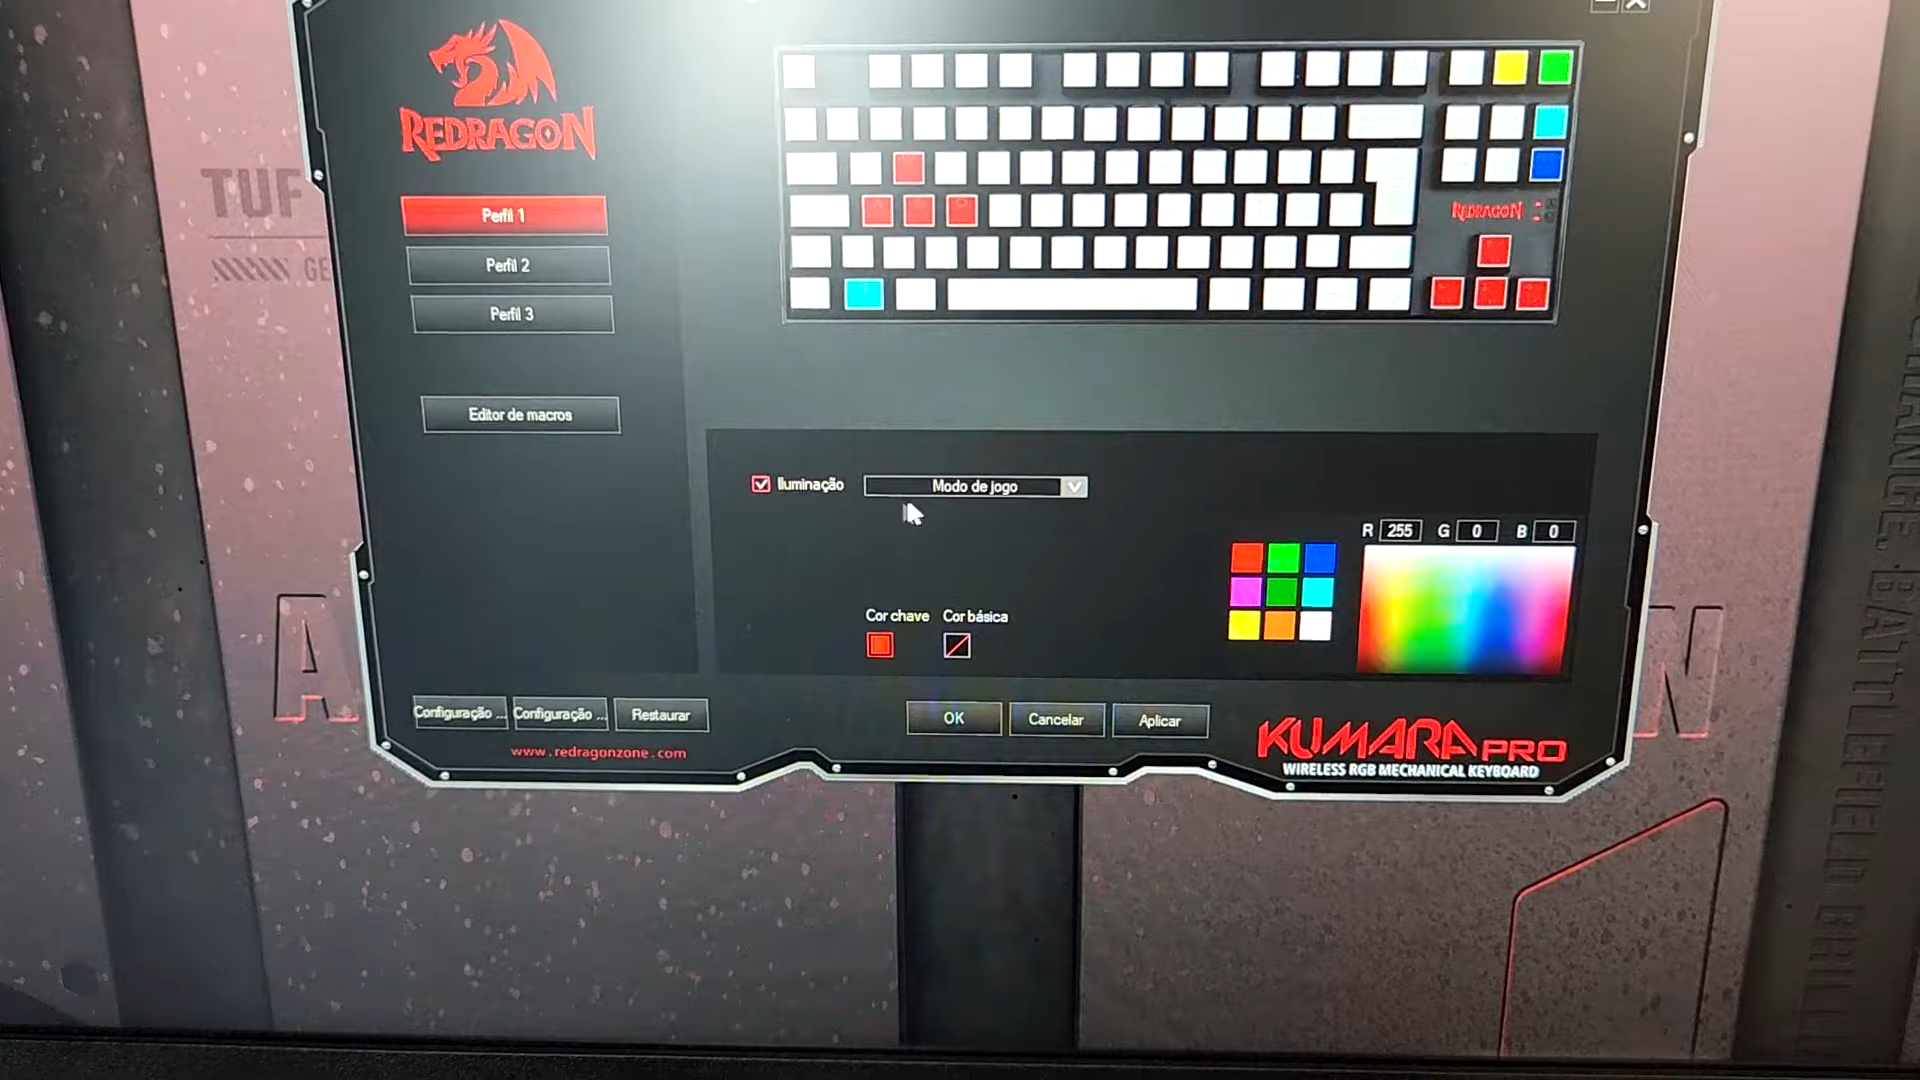 REDRAGON
Perfil 1
Perfil 2
Perfil 3
Editor de macros
REDRAGON
Iluminação
Modo de jogo
R 255 G 0 B 0
Cor chave Cor básica
Configuração ... Configuração ... Restaurar
OK Cancelar Aplicar
www.redragonzone.com
KUMARA PRO
WIRELESS RGB MECHANICAL KEYBOARD
TUF
GE
A
N